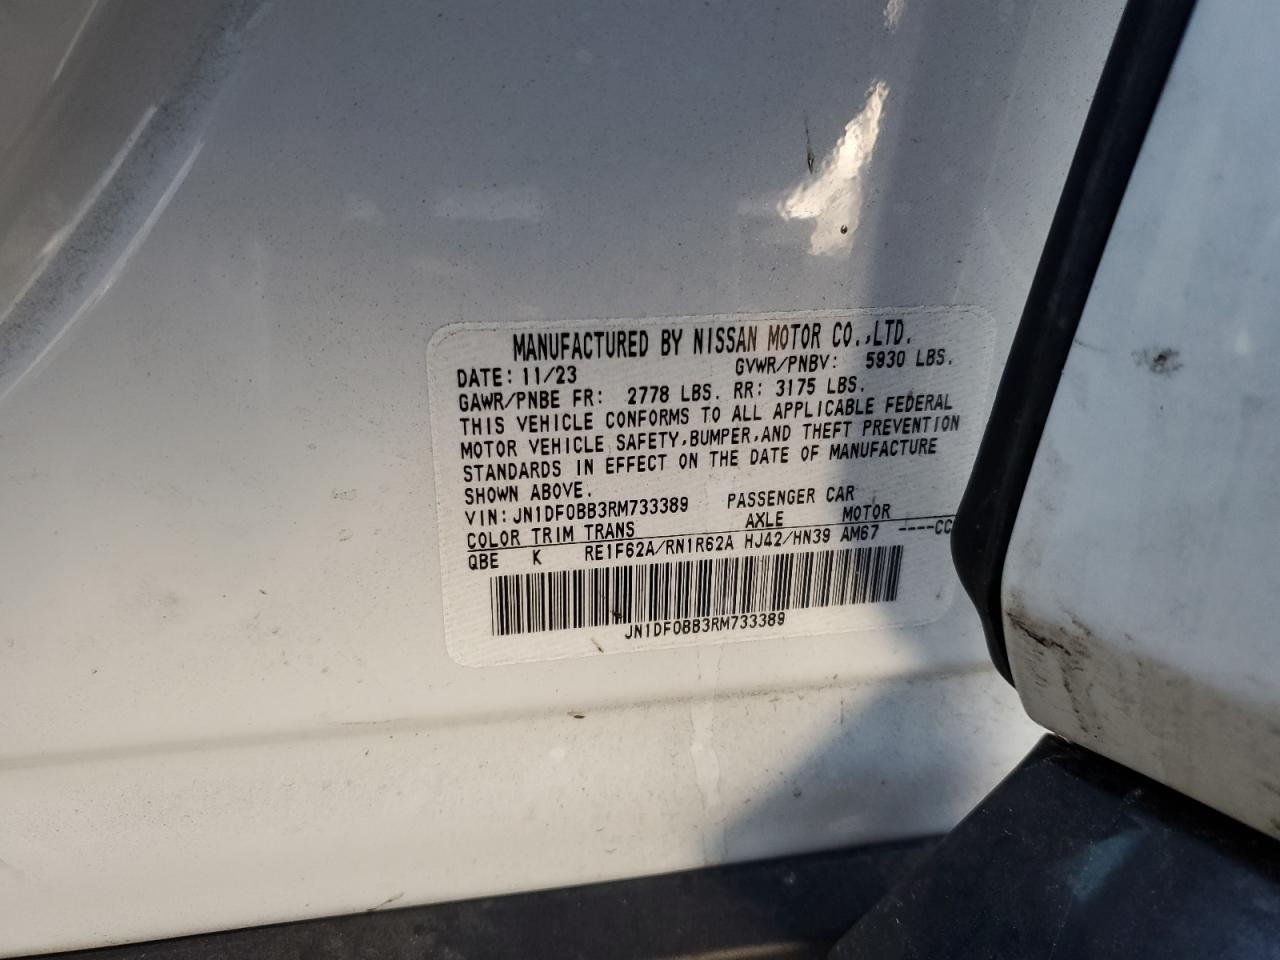 MANUFACTURED BY NISSAN MOTOR CO.,LTD.
DATE: 11/23 GVWR/PNBV: 5930 LBS.
GAWR/PNBE FR: 2778 LBS. RR: 3175 LBS.
THIS VEHICLE CONFORMS TO ALL APPLICABLE FEDERAL
MOTOR VEHICLE SAFETY,BUMPER,AND THEFT PREVENTION
STANDARDS IN EFFECT ON THE DATE OF MANUFACTURE
SHOWN ABOVE.
VIN: JN1DF0BB3RM733389 PASSENGER CAR
COLOR TRIM TRANS AXLE MOTOR
QBE K RE1F62A/RN1R62A HJ42/HN39 AM67 ----CC
JN1DF0BB3RM733389